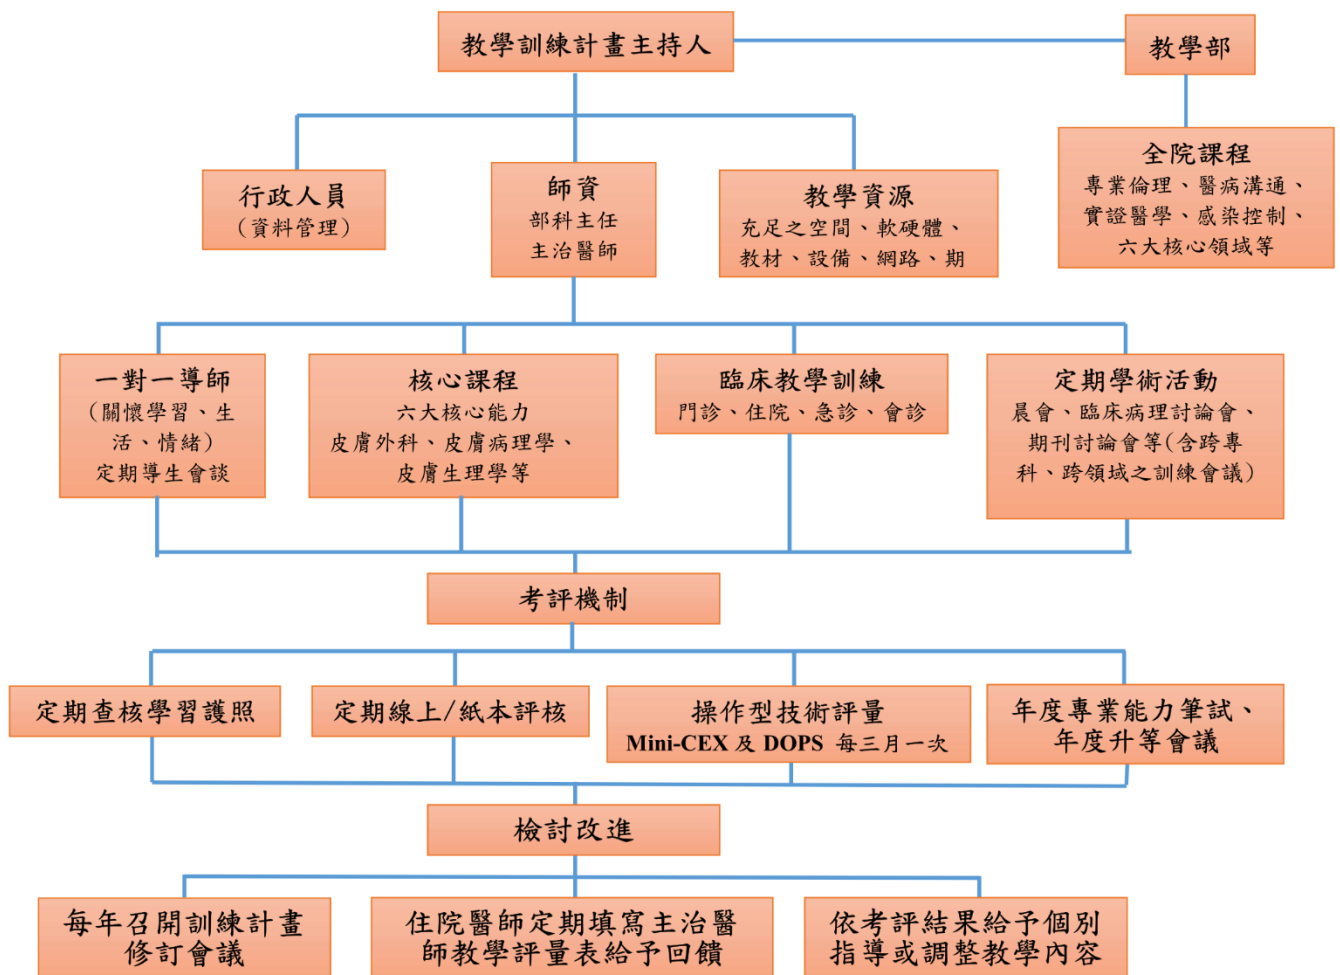 教學訓練計畫主持人
教學部
行政人員
（資料管理）
師資
部科主任
主治醫師
教學資源
充足之空間、軟硬體、
教材、設備、網路、期
全院課程
專業倫理、醫病溝通、
實證醫學、感染控制、
六大核心領域等
一對一導師
（關懷學習、生
活、情緒）
定期導生會談
核心課程
六大核心能力
皮膚外科、皮膚病理學、
皮膚生理學等
臨床教學訓練
門診、住院、急診、會診
定期學術活動
晨會、臨床病理討論會、
期刊討論會等(含跨專
科、跨領域之訓練會議)
考評機制
定期查核學習護照
定期線上/紙本評核
操作型技術評量
Mini-CEX 及 DOPS 每三月一次
年度專業能力筆試、
年度升等會議
檢討改進
每年召開訓練計畫
修訂會議
住院醫師定期填寫主治醫
師教學評量表給予回饋
依考評結果給予個別
指導或調整教學內容